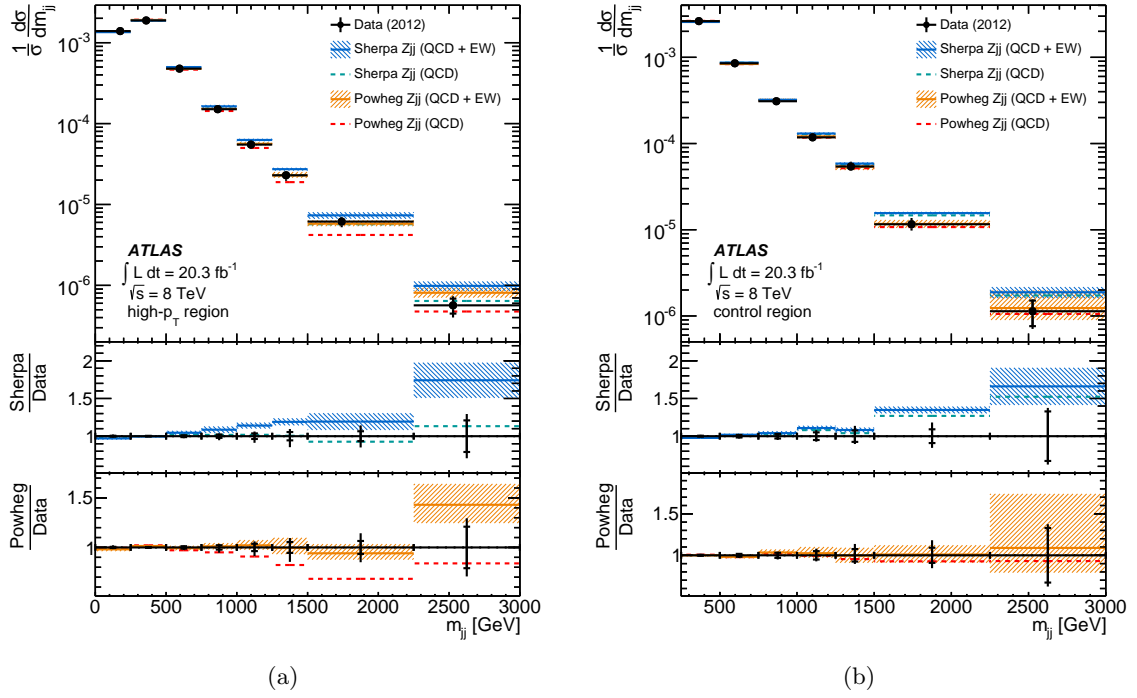 1/σ dσ/dm_jj
10^-3
10^-4
10^-5
10^-6
Data (2012)
Sherpa Zjj (QCD + EW)
Sherpa Zjj (QCD)
Powheg Zjj (QCD + EW)
Powheg Zjj (QCD)
ATLAS
∫ L dt = 20.3 fb^-1
√s = 8 TeV
high-p_T region
Sherpa/Data
2
1.5
1
Powheg/Data
1.5
1
0 500 1000 1500 2000 2500 3000
m_jj [GeV]
(a)
1/σ dσ/dm_jj
10^-3
10^-4
10^-5
10^-6
Data (2012)
Sherpa Zjj (QCD + EW)
Sherpa Zjj (QCD)
Powheg Zjj (QCD + EW)
Powheg Zjj (QCD)
ATLAS
∫ L dt = 20.3 fb^-1
√s = 8 TeV
control region
Sherpa/Data
2
1.5
1
Powheg/Data
1.5
1
500 1000 1500 2000 2500 3000
m_jj [GeV]
(b)